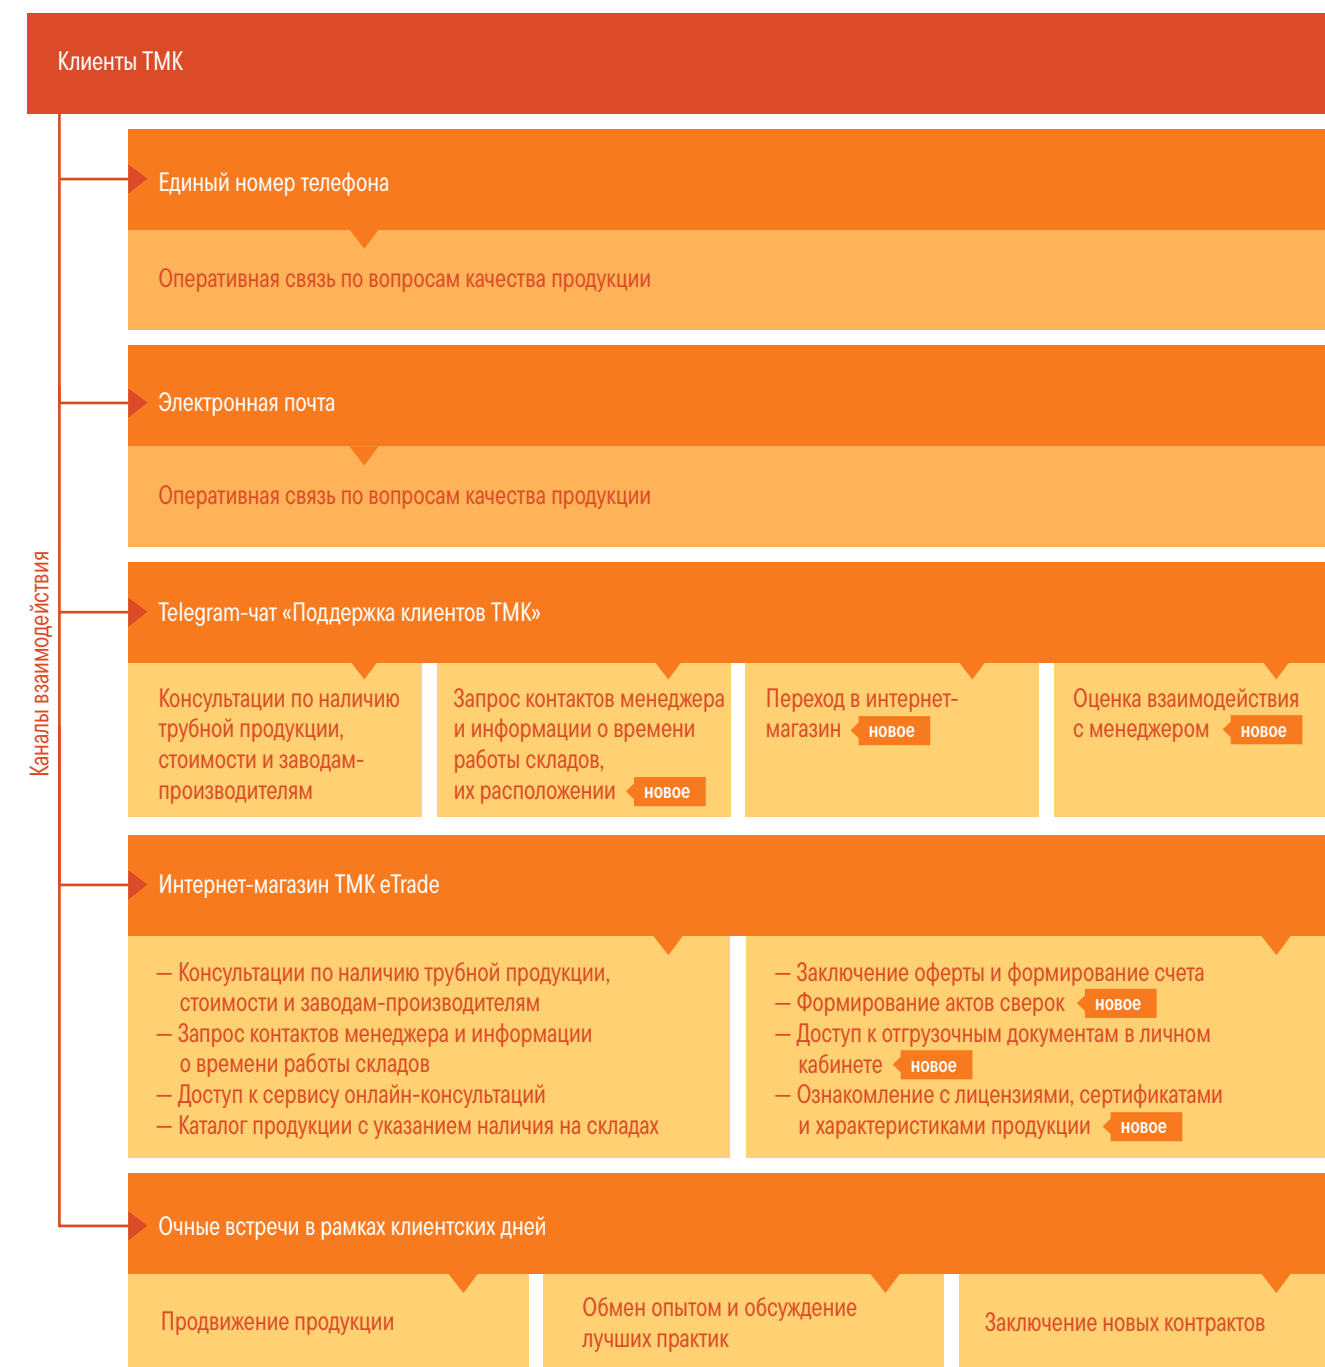 Клиенты ТМК
Каналы взаимодействия
Единый номер телефона
Оперативная связь по вопросам качества продукции
Электронная почта
Оперативная связь по вопросам качества продукции
Telegram-чат «Поддержка клиентов ТМК»
Консультации по наличию
трубной продукции,
стоимости и заводам-
производителям
Запрос контактов менеджера
и информации о времени
работы складов,
их расположении новое
Переход в интернет-
магазин новое
Оценка взаимодействия
с менеджером новое
Интернет-магазин ТМК eTrade
— Консультации по наличию трубной продукции,
стоимости и заводам-производителям
— Запрос контактов менеджера и информации
о времени работы складов
— Доступ к сервису онлайн-консультаций
— Каталог продукции с указанием наличия на складах
— Заключение оферты и формирование счета
— Формирование актов сверок новое
— Доступ к отгрузочным документам в личном
кабинете новое
— Ознакомление с лицензиями, сертификатами
и характеристиками продукции новое
Очные встречи в рамках клиентских дней
Продвижение продукции
Обмен опытом и обсуждение
лучших практик
Заключение новых контрактов